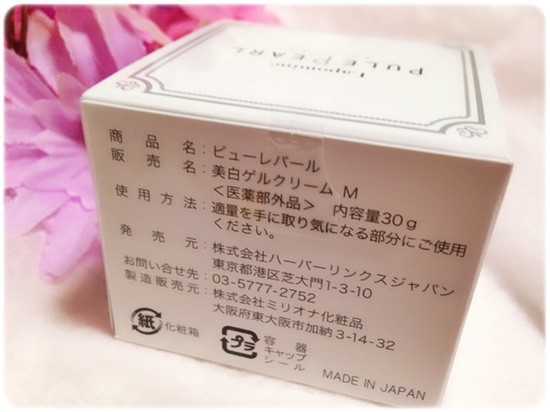 Japomine
PULEPEARL
商品名：ピューレパール
販売名：美白ゲルクリーム M
＜医薬部外品＞ 内容量30g
使用方法：適量を手に取り気になる部分にご使用
ください。
発売元：株式会社ハーバーリンクスジャパン
東京都港区芝大門1-3-10
お問い合せ先：03-5777-2752
製造販売元：株式会社ミリオナ化粧品
大阪府東大阪市加納3-14-32
紙 化粧箱
プラ 容器
キャップ
シール
MADE IN JAPAN